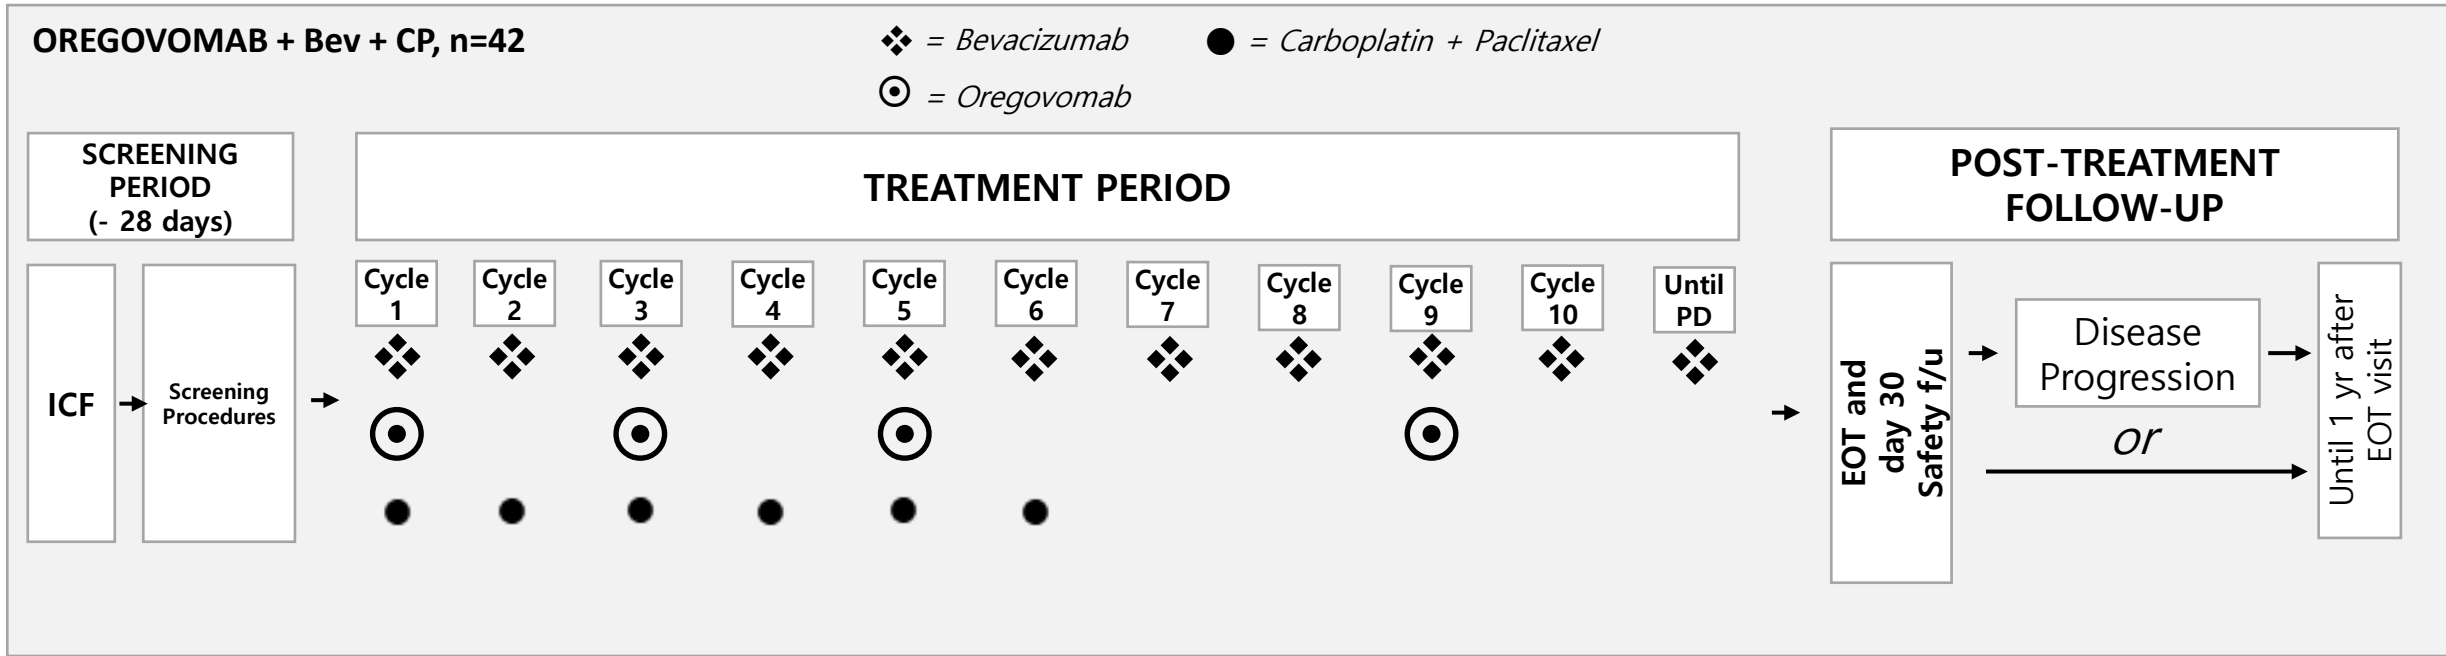 OREGOVOMAB + Bev + CP, n=42
= Bevacizumab
= Carboplatin + Paclitaxel
= Oregovomab
SCREENING
PERIOD
(- 28 days)
TREATMENT PERIOD
POST-TREATMENT
FOLLOW-UP
ICF
Screening
Procedures
Cycle
1
Cycle
2
Cycle
3
Cycle
4
Cycle
5
Cycle
6
Cycle
7
Cycle
8
Cycle
9
Cycle
10
Until
PD
EOT and
day 30
Safety f/u
Disease
Progression
or
Until 1 yr after
EOT visit